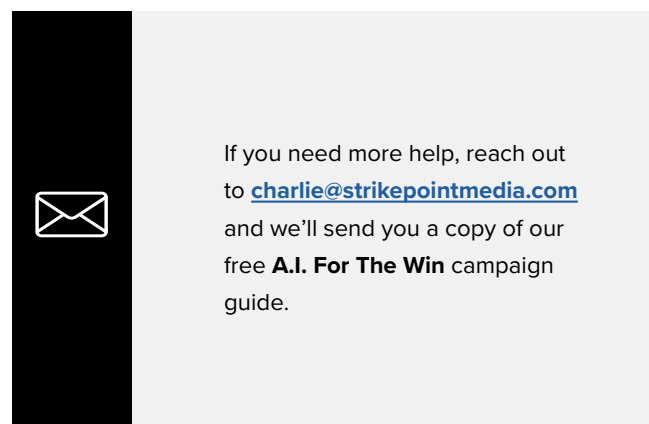 If you need more help, reach out
to charlie@strikepointmedia.com
and we’ll send you a copy of our
free A.I. For The Win campaign
guide.